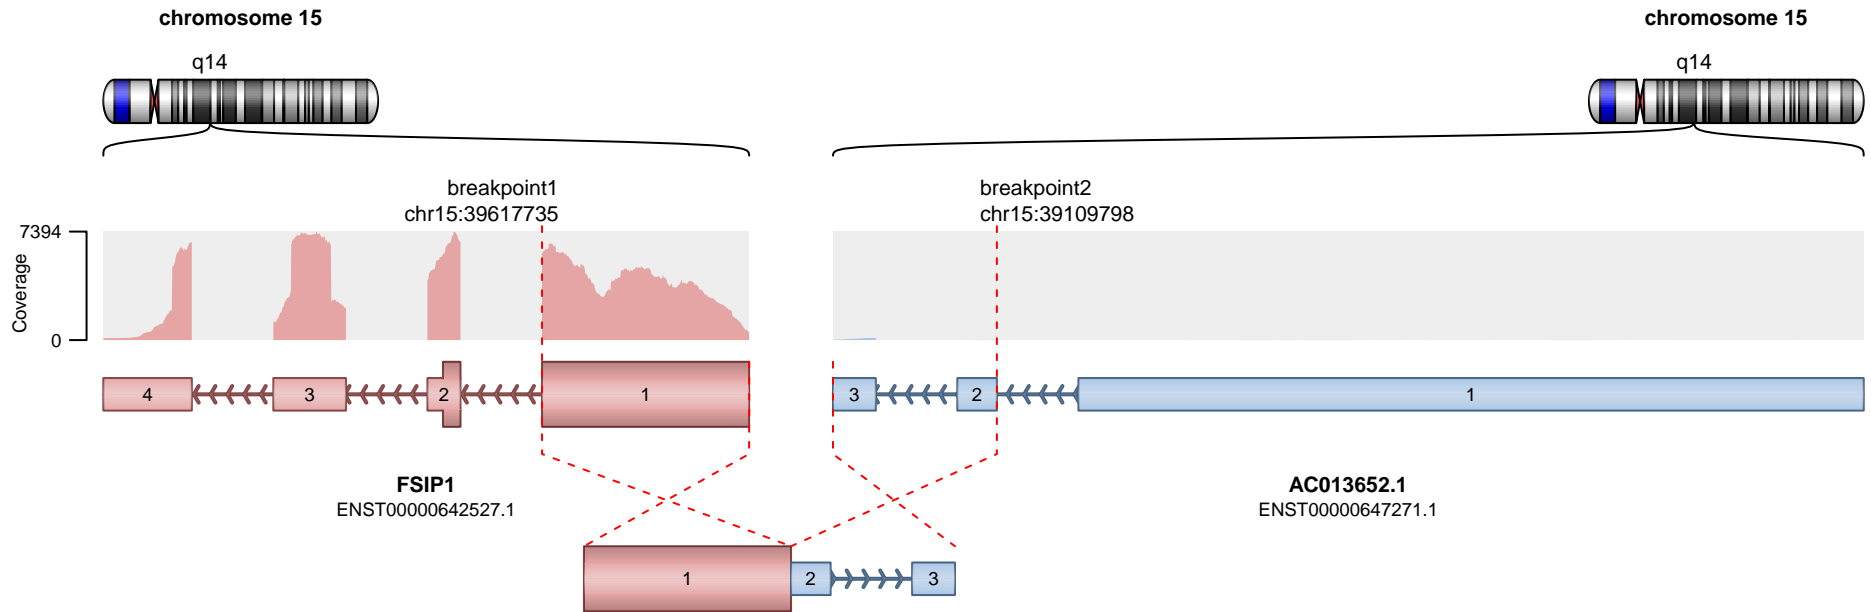 chromosome 15
chromosome 15
q14
q14
breakpoint1
chr15:39617735
breakpoint2
chr15:39109798
7394
Coverage
0
4
3
2
1
3
2
1
FSIP1
ENST00000642527.1
AC013652.1
ENST00000647271.1
1
2
3